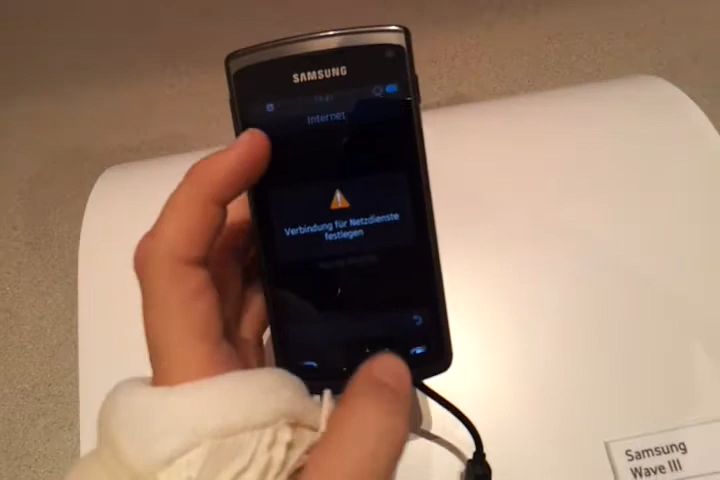 SAMSUNG
Internet
Verbindung für Netzdienste
festlegen
Samsung
Wave III